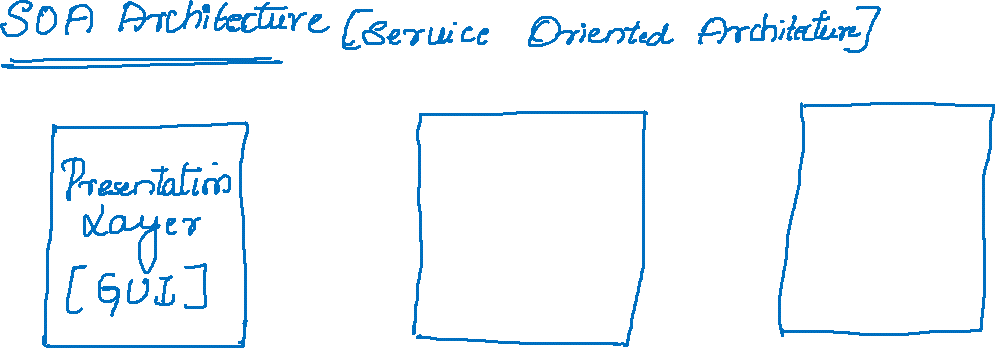 SOA Architecture [Service Oriented Architecture]
Presentation
Layer
[GUI]